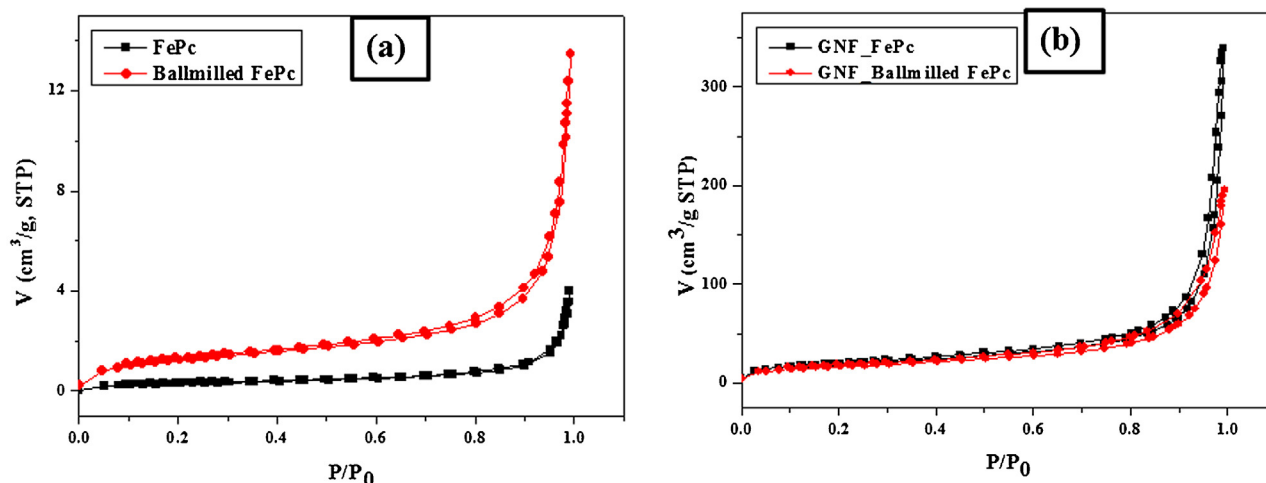 (a)
FePc
Ballmilled FePc
V (cm³/g, STP)
12
8
4
0
0.0 0.2 0.4 0.6 0.8 1.0
P/P₀
(b)
GNF_FePc
GNF_Ballmilled FePc
V (cm³/g STP)
300
200
100
0
0.0 0.2 0.4 0.6 0.8 1.0
P/P₀